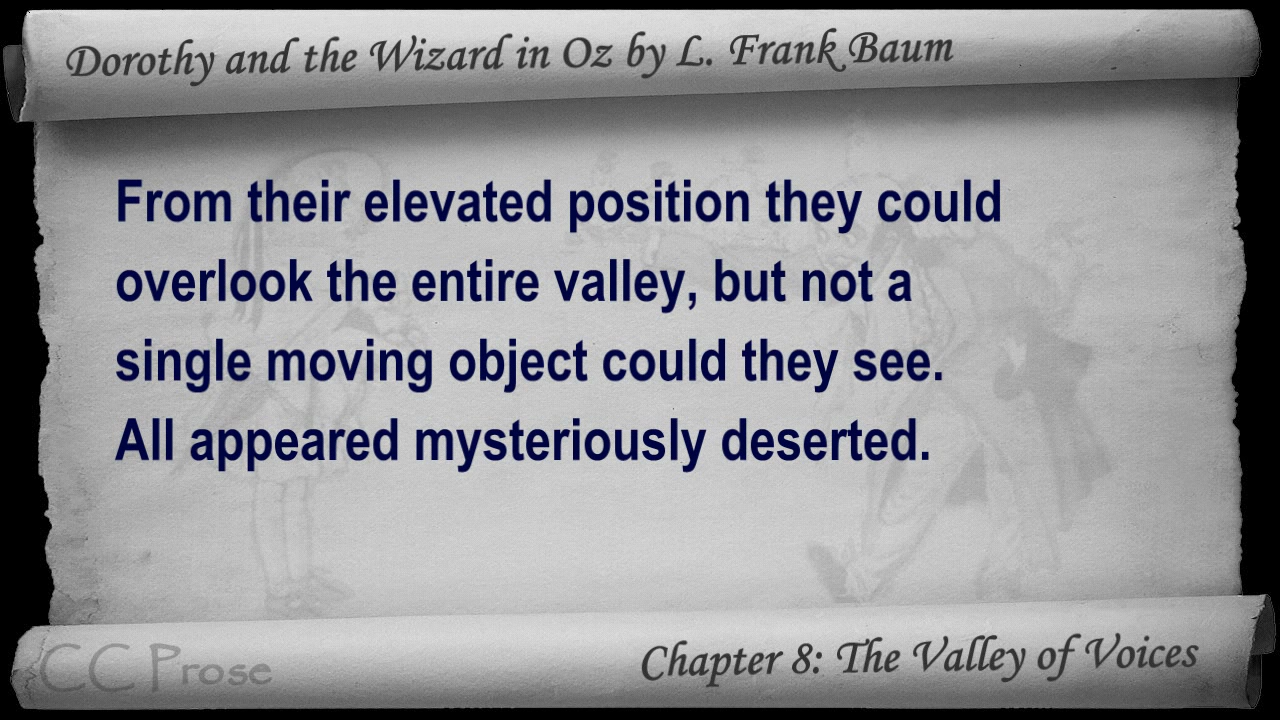 Dorothy and the Wizard in Oz by L. Frank Baum
From their elevated position they could
overlook the entire valley, but not a
single moving object could they see.
All appeared mysteriously deserted.
CC Prose
Chapter 8: The Valley of Voices